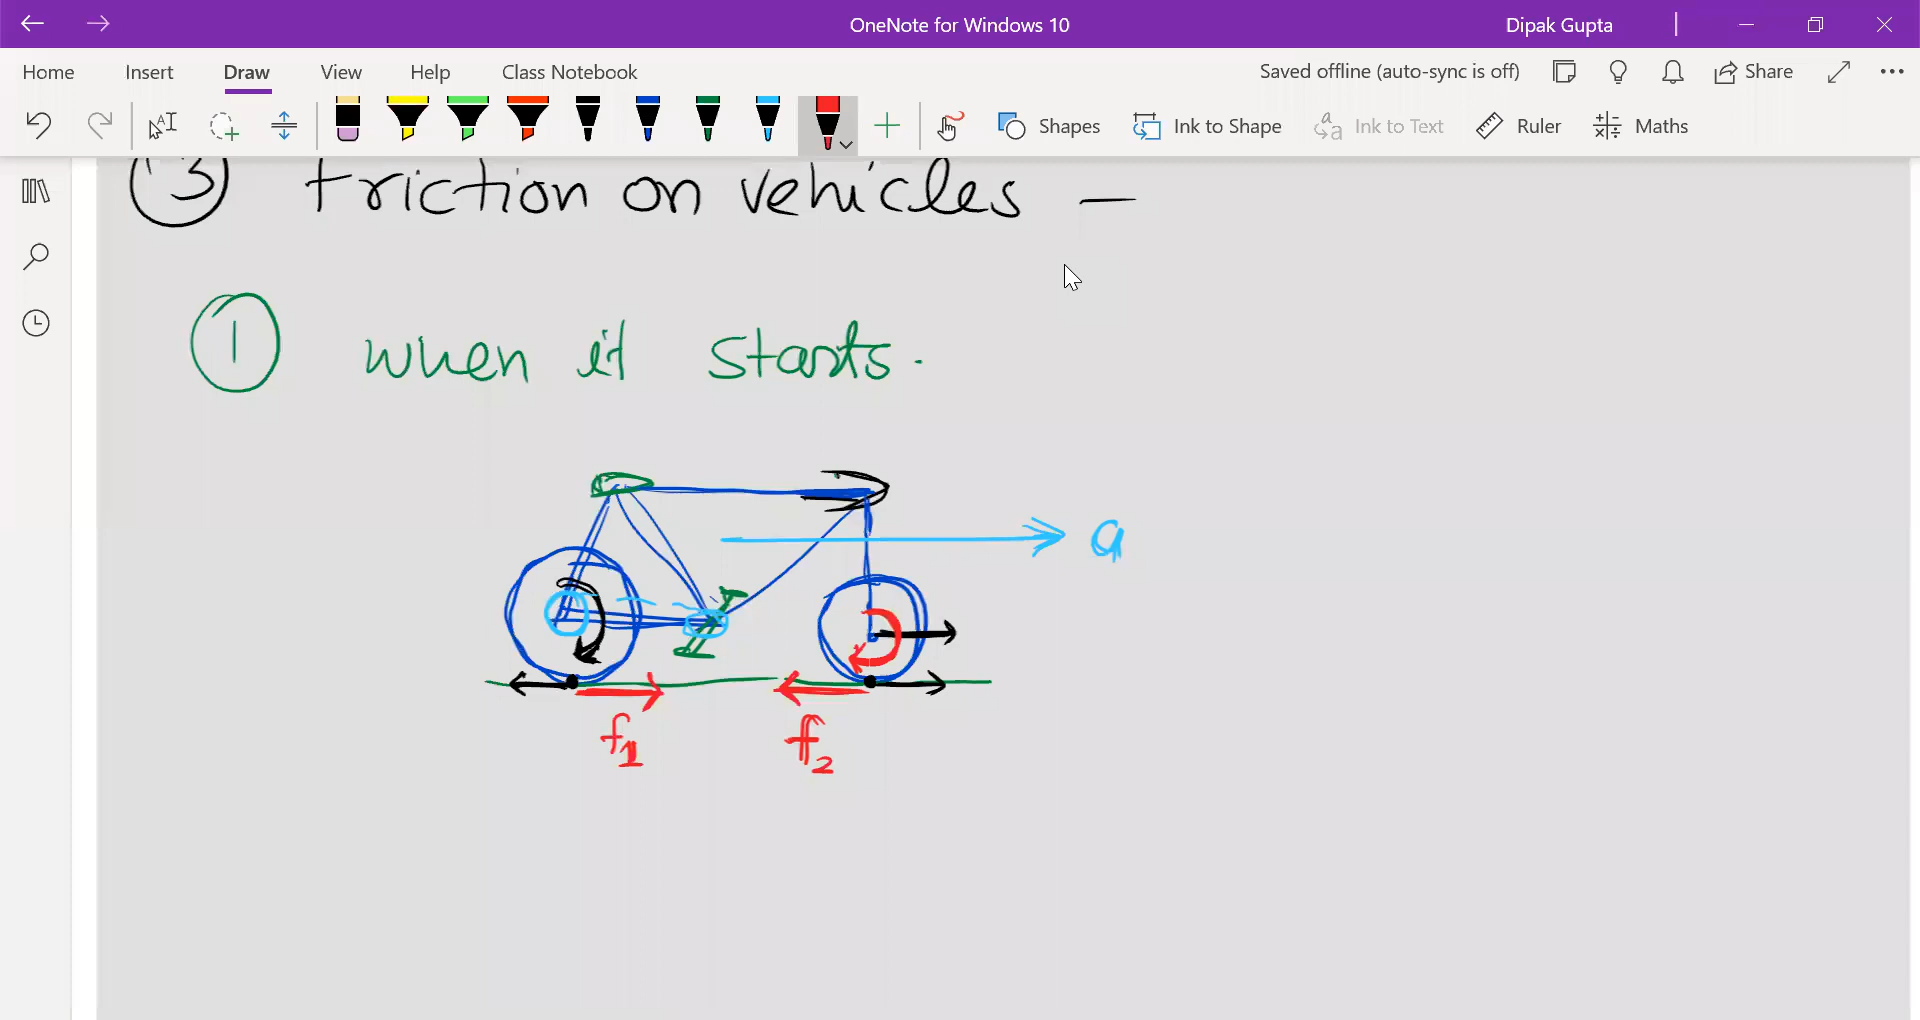 OneNote for Windows 10
Dipak Gupta
Home Insert Draw View Help Class Notebook
Saved offline (auto-sync is off) Share
Shapes Ink to Shape Ink to Text Ruler Maths
(3) friction on vehicles —
(1) when it starts.
a
f1 f2